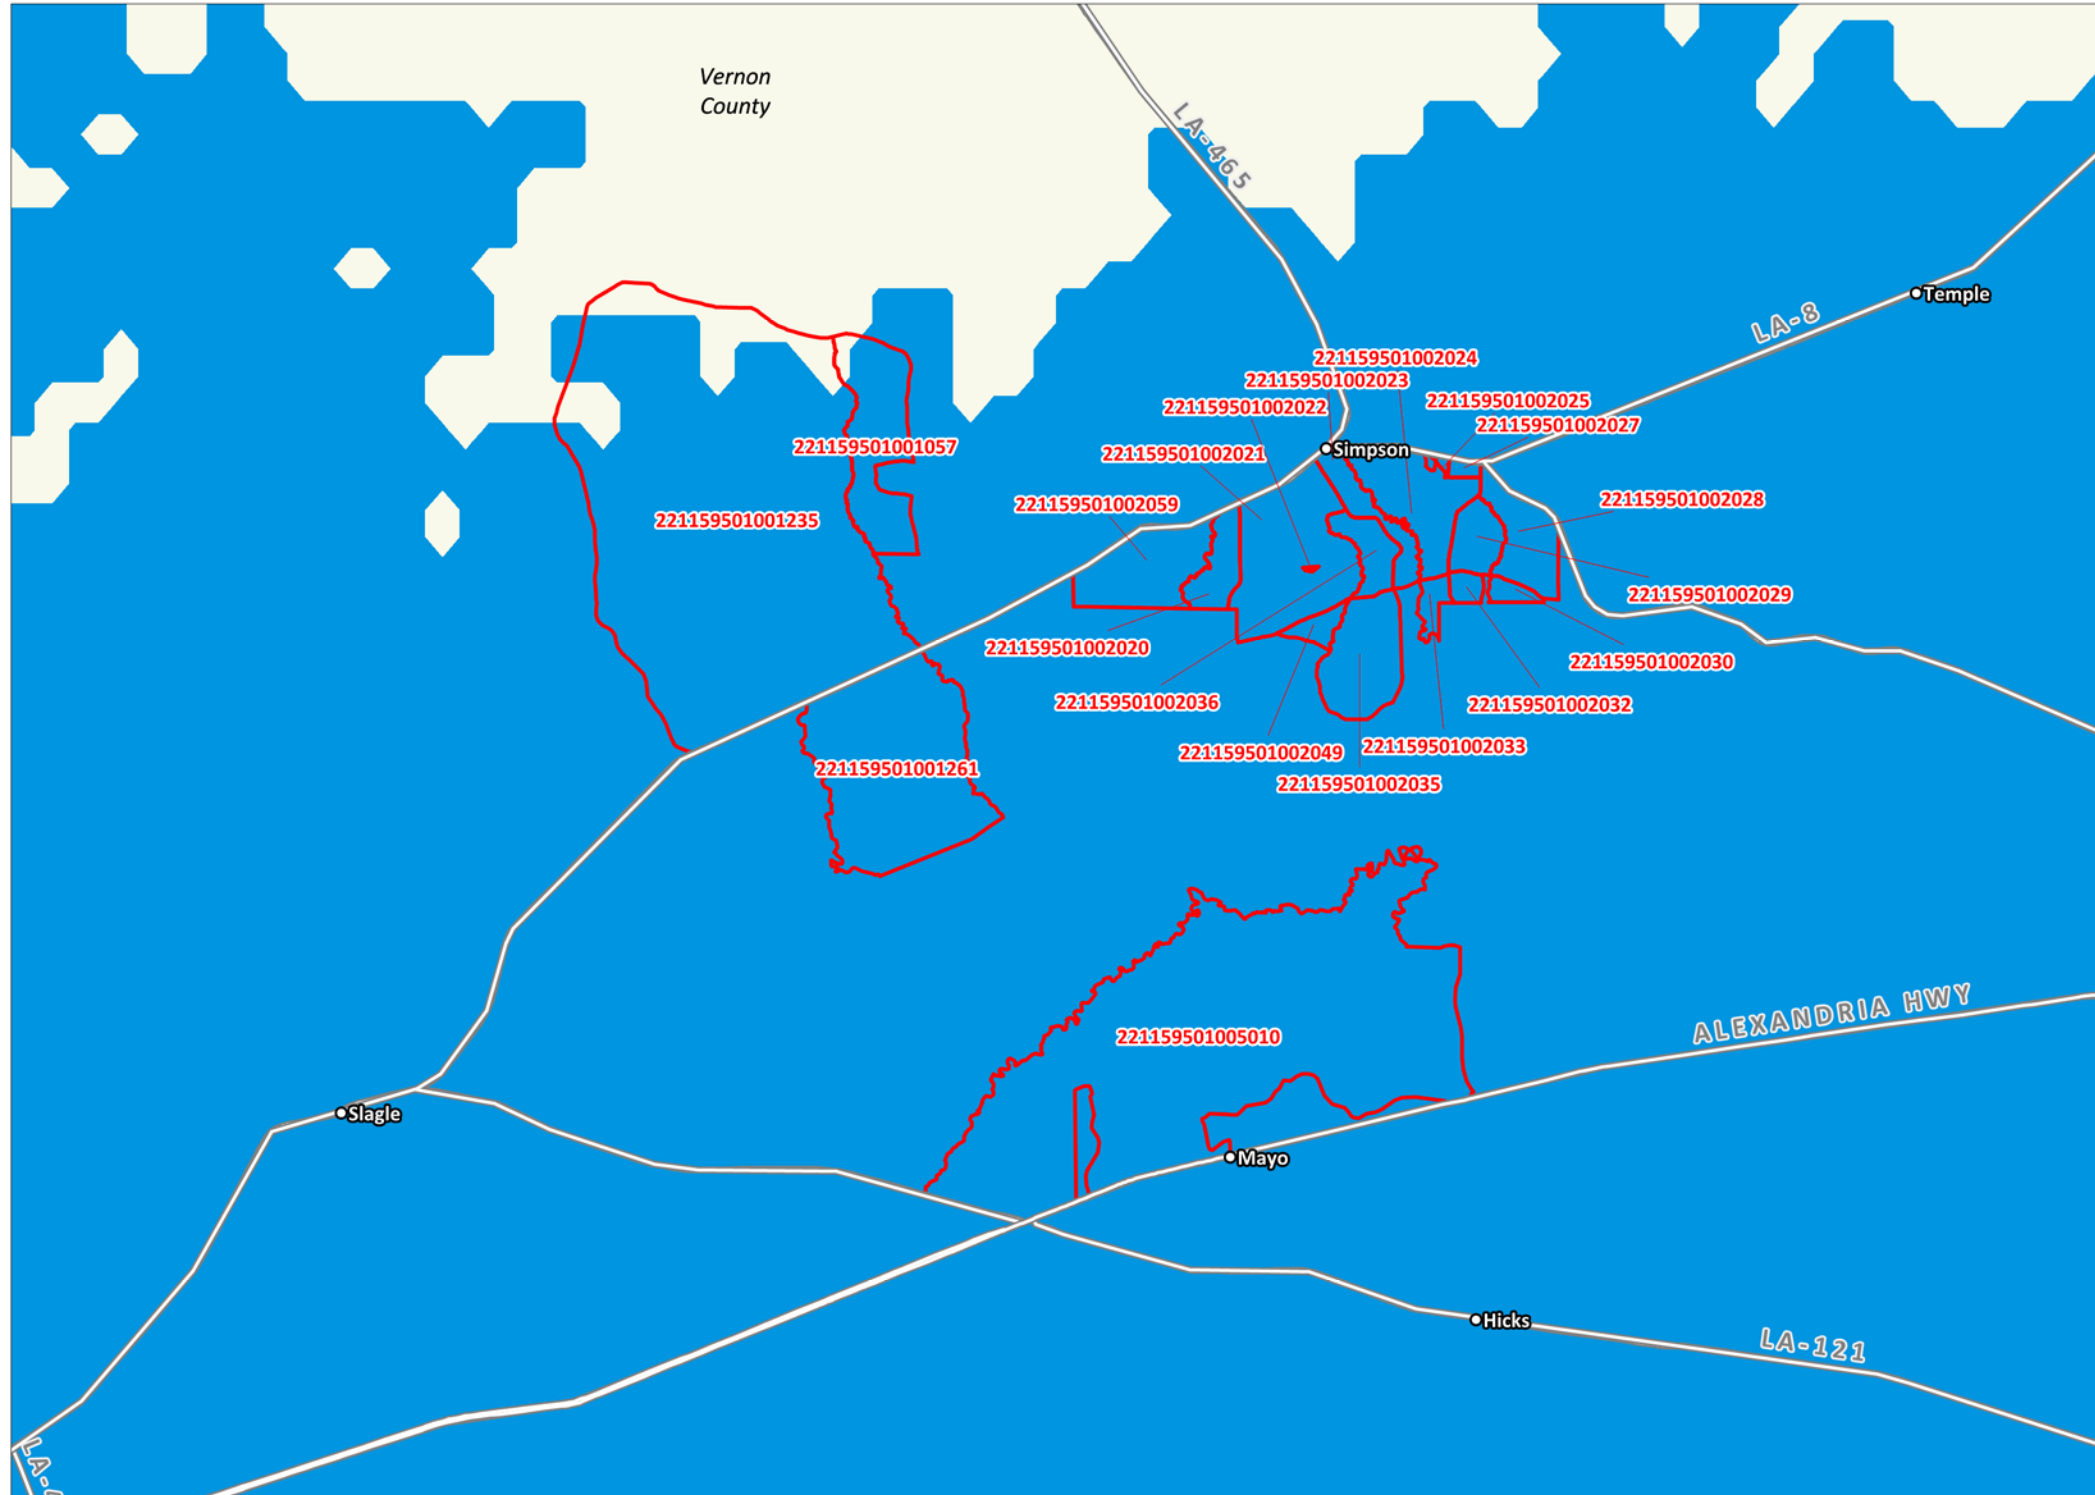 Vernon
County
LA-465
Temple
LA-8
221159501002024
221159501002023
221159501002025
221159501002022
221159501002027
221159501001057
Simpson
221159501002021
221159501002059
221159501002028
221159501001235
221159501002029
221159501002020
221159501002030
221159501002036
221159501002032
221159501002033
221159501002049
221159501001261
221159501002035
ALEXANDRIA HWY
221159501005010
Slagle
Mayo
Hicks
LA-121